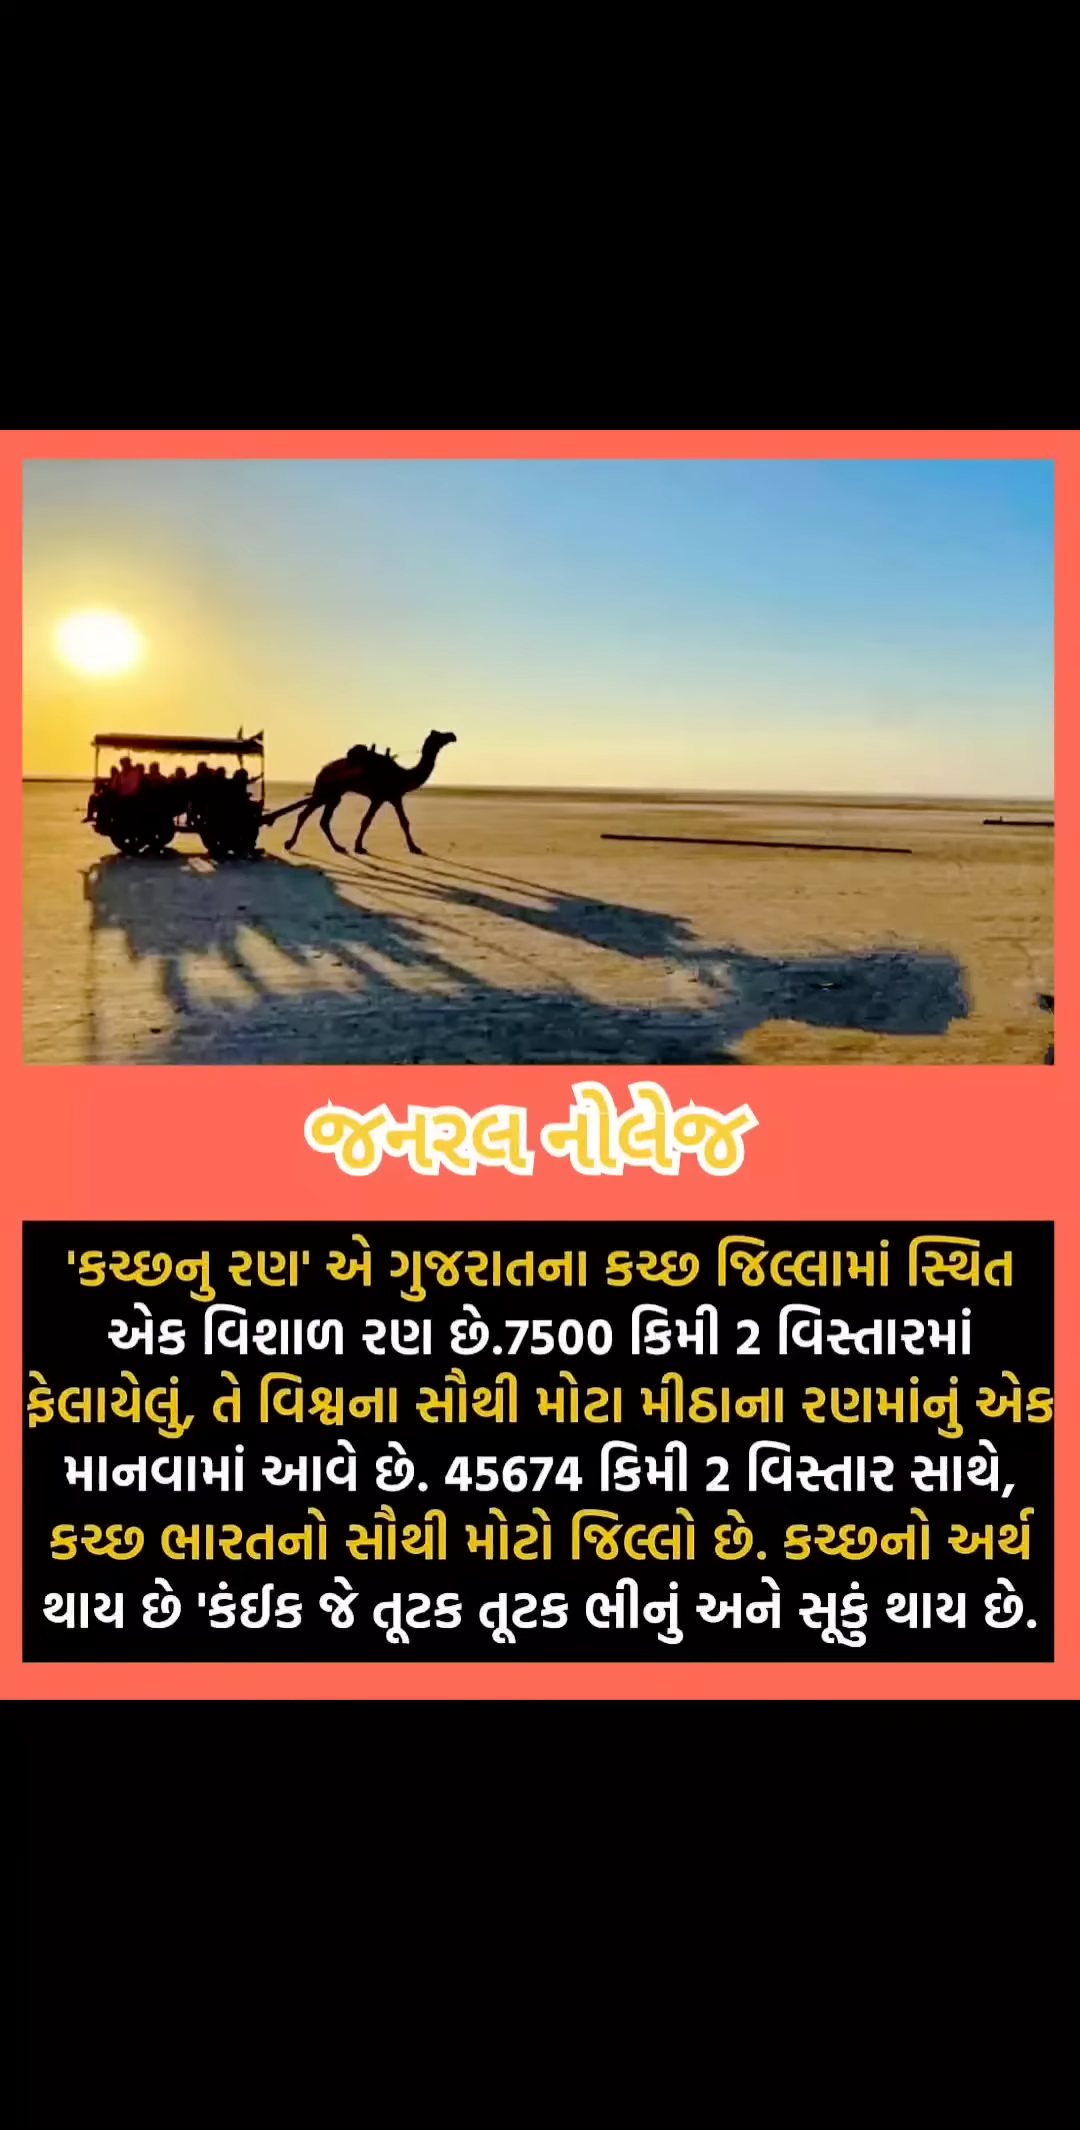 જનરલ નોલેજ
'કચ્છનુ રણ' એ ગુજરાતના કચ્છ જિલ્લામાં સ્થિત
એક વિશાળ રણ છે.7500 કિમી 2 વિસ્તારમાં
ફેલાયેલું, તે વિશ્વના સૌથી મોટા મીઠાના રણમાંનું એક
માનવામાં આવે છે. 45674 કિમી 2 વિસ્તાર સાથે,
કચ્છ ભારતનો સૌથી મોટો જિલ્લો છે. કચ્છનો અર્થ
થાય છે 'કંઈક જે તૂટક તૂટક ભીનું અને સૂકું થાય છે.